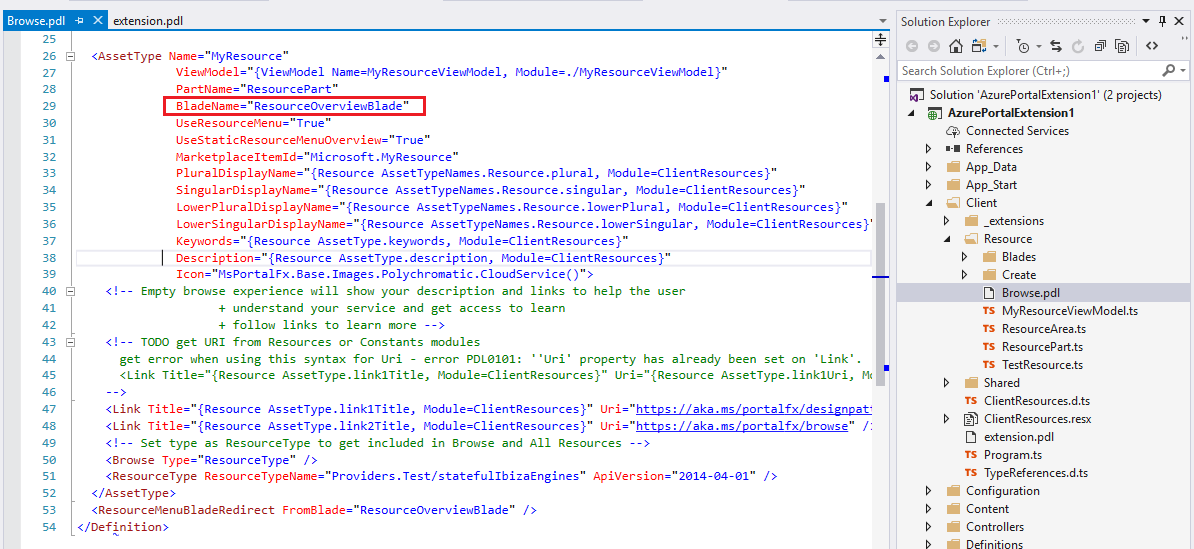 Browse.pdl
extension.pdl
25
26 <AssetType Name="MyResource"
27 ViewModel="{ViewModel Name=MyResourceViewModel, Module=./MyResourceViewModel}"
28 PartName="ResourcePart"
29 BladeName="ResourceOverviewBlade"
30 UseResourceMenu="True"
31 UseStaticResourceMenuOverview="True"
32 MarketplaceItemId="Microsoft.MyResource"
33 PluralDisplayName="{Resource AssetTypeNames.Resource.plural, Module=ClientResources}"
34 SingularDisplayName="{Resource AssetTypeNames.Resource.singular, Module=ClientResources}"
35 LowerPluralDisplayName="{Resource AssetTypeNames.Resource.lowerPlural, Module=ClientResources}"
36 LowerSingularDisplayName="{Resource AssetTypeNames.Resource.lowerSingular, Module=ClientResources}"
37 Keywords="{Resource AssetType.keywords, Module=ClientResources}"
38 Description="{Resource AssetType.description, Module=ClientResources}"
39 Icon="MsPortalFx.Base.Images.Polychromatic.CloudService()">
40 <!-- Empty browse experience will show your description and links to help the user
41 + understand your service and get access to learn
42 + follow links to learn more -->
43 <!-- TODO get URI from Resources or Constants modules
44 get error when using this syntax for Uri - error PDL0101: ''Uri' property has already been set on 'Link'.
45 <Link Title="{Resource AssetType.link1Title, Module=ClientResources}" Uri="{Resource AssetType.link1Uri, Mo
46 -->
47 <Link Title="{Resource AssetType.link1Title, Module=ClientResources}" Uri="https://aka.ms/portalfx/designpatt
48 <Link Title="{Resource AssetType.link2Title, Module=ClientResources}" Uri="https://aka.ms/portalfx/browse" />
49 <!-- Set type as ResourceType to get included in Browse and All Resources -->
50 <Browse Type="ResourceType" />
51 <ResourceType ResourceTypeName="Providers.Test/statefulIbizaEngines" ApiVersion="2014-04-01" />
52 </AssetType>
53 <ResourceMenuBladeRedirect FromBlade="ResourceOverviewBlade" />
54 </Definition>
Solution Explorer
Search Solution Explorer (Ctrl+;)
Solution 'AzurePortalExtension1' (2 projects)
AzurePortalExtension1
Connected Services
References
App_Data
App_Start
Client
_extensions
Resource
Blades
Create
Browse.pdl
TS MyResourceViewModel.ts
TS ResourceArea.ts
TS ResourcePart.ts
TS TestResource.ts
Shared
TS ClientResources.d.ts
ClientResources.resx
extension.pdl
TS Program.ts
TS TypeReferences.d.ts
Configuration
Content
Controllers
Definitions